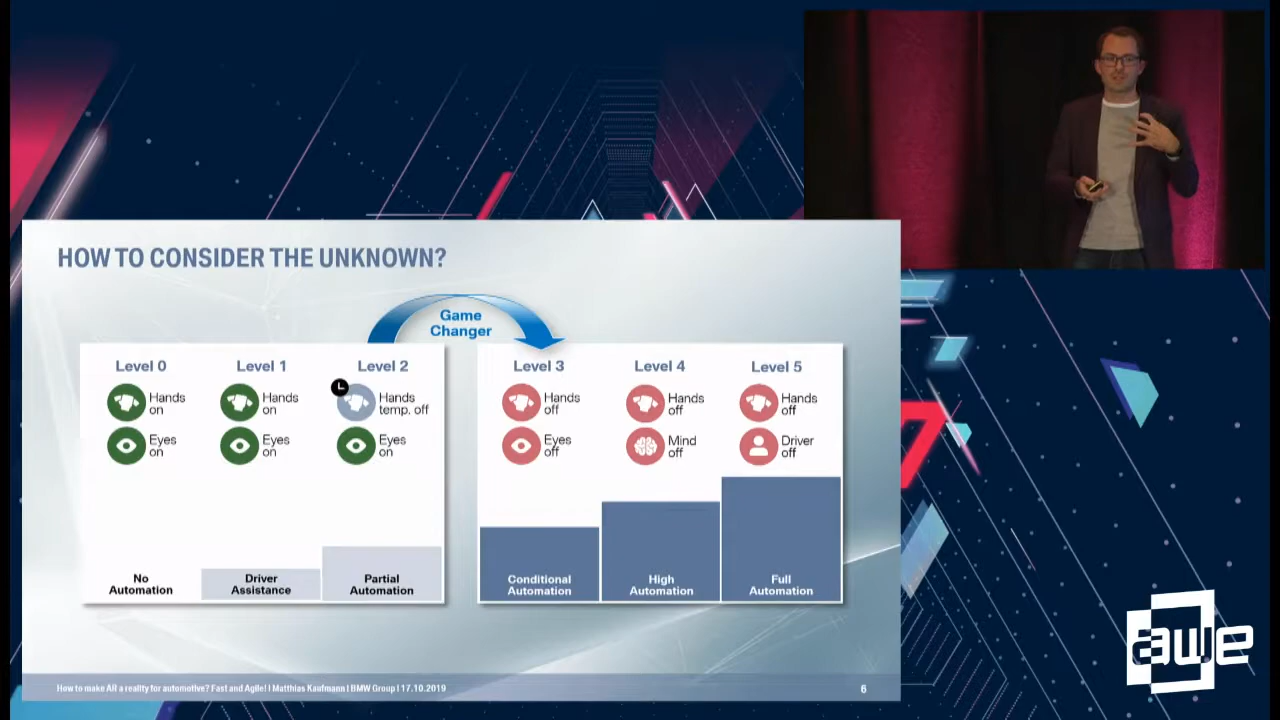 HOW TO CONSIDER THE UNKNOWN?
Game
Changer
Level 0
Hands
on
Eyes
on
No
Automation
Level 1
Hands
on
Eyes
on
Driver
Assistance
Level 2
Hands
temp. off
Eyes
on
Partial
Automation
Level 3
Hands
off
Eyes
off
Conditional
Automation
Level 4
Hands
off
Mind
off
High
Automation
Level 5
Hands
off
Driver
off
Full
Automation
How to make AR a reality for automotive? Fast and Agile! I Matthias Kaufmann I BMW Group I 17.10.2019
6
awe